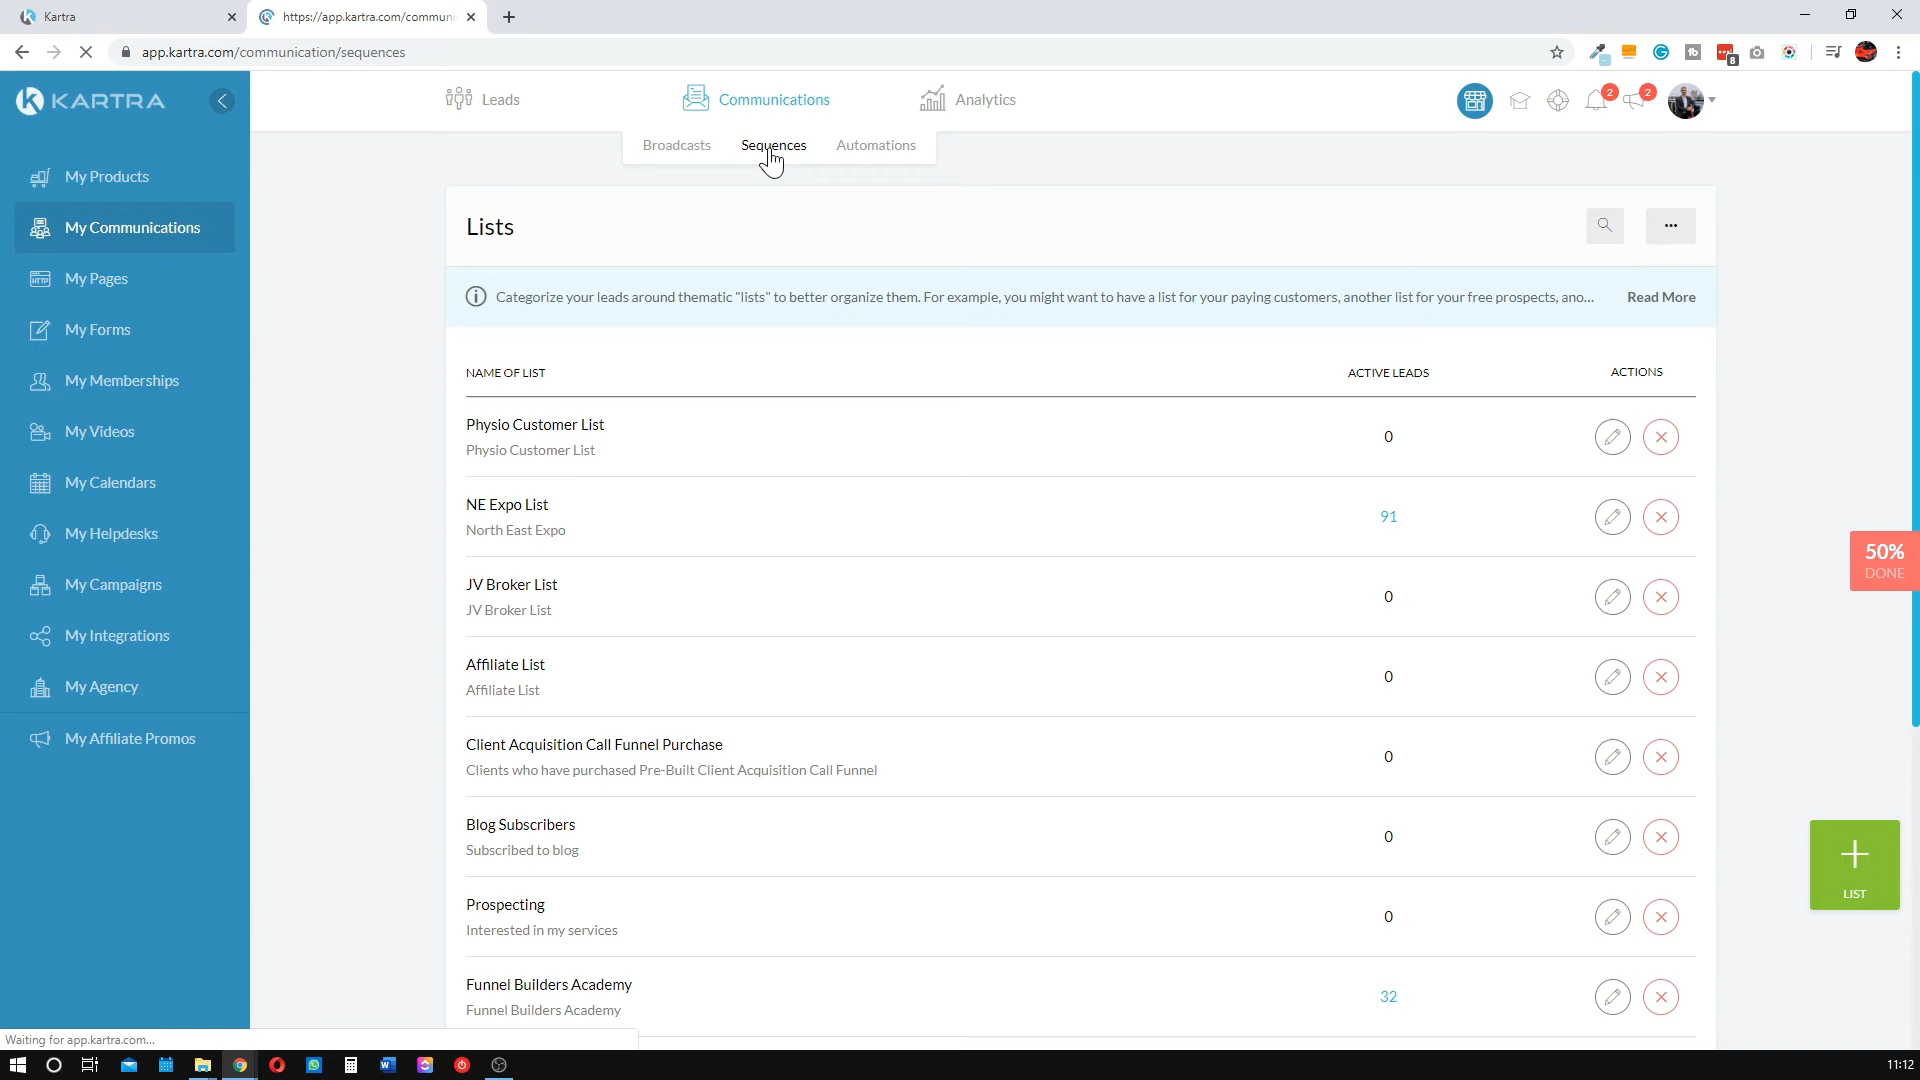 Kartra
https://app.kartra.com/communi
app.kartra.com/communication/sequences
8
KARTRA
Leads
Communications
Analytics
2
2
Broadcasts
Sequences
Automations
My Products
My Communications
HTTP
My Pages
My Forms
My Memberships
My Videos
My Calendars
My Helpdesks
My Campaigns
My Integrations
My Agency
My Affiliate Promos
Lists
Categorize your leads around thematic "lists" to better organize them. For example, you might want to have a list for your paying customers, another list for your free prospects, ano...
Read More
NAME OF LIST
ACTIVE LEADS
ACTIONS
Physio Customer List
Physio Customer List
0
NE Expo List
North East Expo
91
JV Broker List
JV Broker List
0
Affiliate List
Affiliate List
0
Client Acquisition Call Funnel Purchase
Clients who have purchased Pre-Built Client Acquisition Call Funnel
0
Blog Subscribers
Subscribed to blog
0
Prospecting
Interested in my services
0
Funnel Builders Academy
Funnel Builders Academy
32
50%
DONE
LIST
Waiting for app.kartra.com...
11:12